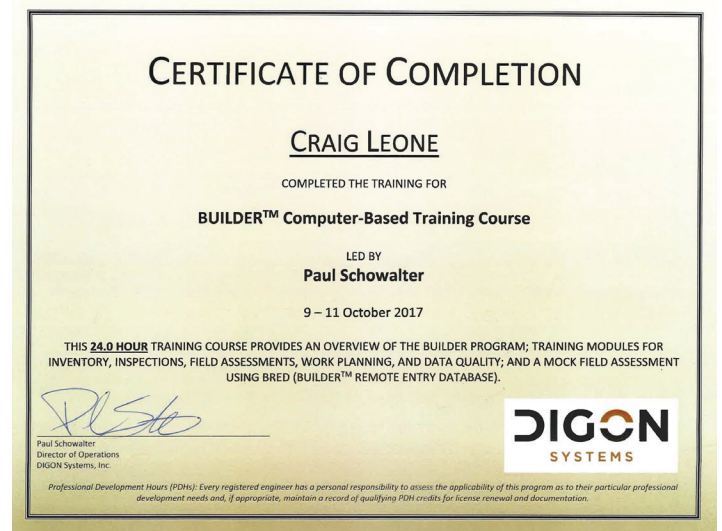 CERTIFICATE OF COMPLETION
CRAIG LEONE
COMPLETED THE TRAINING FOR
BUILDER™ Computer-Based Training Course
LED BY
Paul Schowalter
9 – 11 October 2017
THIS 24.0 HOUR TRAINING COURSE PROVIDES AN OVERVIEW OF THE BUILDER PROGRAM; TRAINING MODULES FOR
INVENTORY, INSPECTIONS, FIELD ASSESSMENTS, WORK PLANNING, AND DATA QUALITY; AND A MOCK FIELD ASSESSMENT
USING BRED (BUILDER™ REMOTE ENTRY DATABASE).
Paul Schowalter
Director of Operations
DIGON Systems, Inc.
DIGON
SYSTEMS
Professional Development Hours (PDHs): Every registered engineer has a personal responsibility to assess the applicability of this program as to their particular professional
development needs and, if appropriate, maintain a record of qualifying PDH credits for license renewal and documentation.